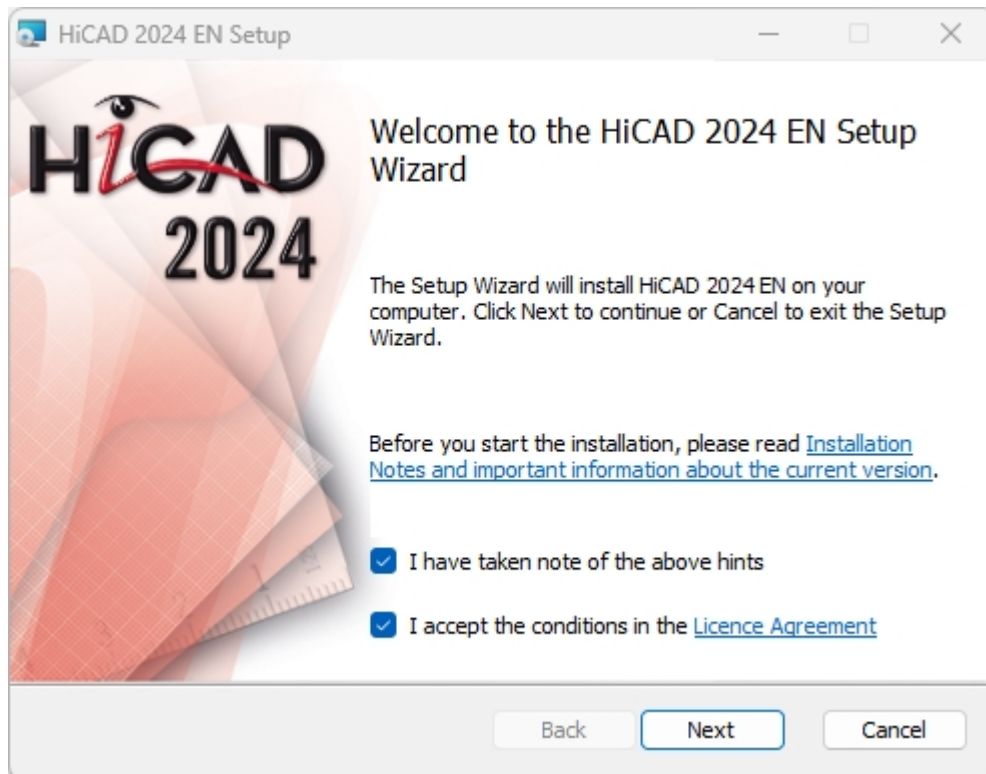 HiCAD 2024 EN Setup
HiCAD
2024
Welcome to the HiCAD 2024 EN Setup
Wizard
The Setup Wizard will install HiCAD 2024 EN on your
computer. Click Next to continue or Cancel to exit the Setup
Wizard.
Before you start the installation, please read Installation
Notes and important information about the current version.
I have taken note of the above hints
I accept the conditions in the Licence Agreement
1
2
3
Back
Next
Cancel